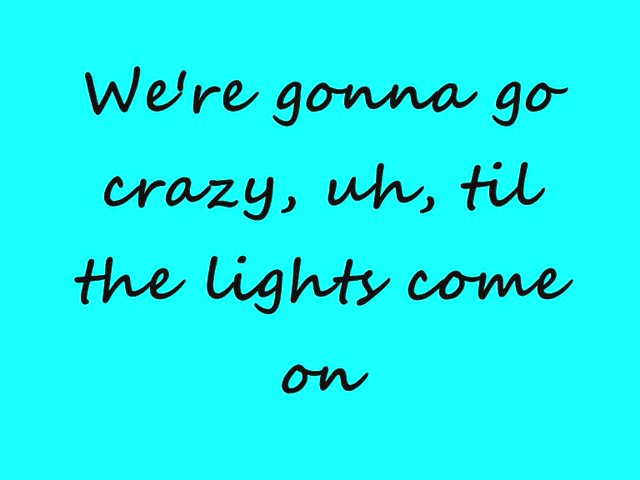 We're gonna go
crazy, uh, til
the lights come
on